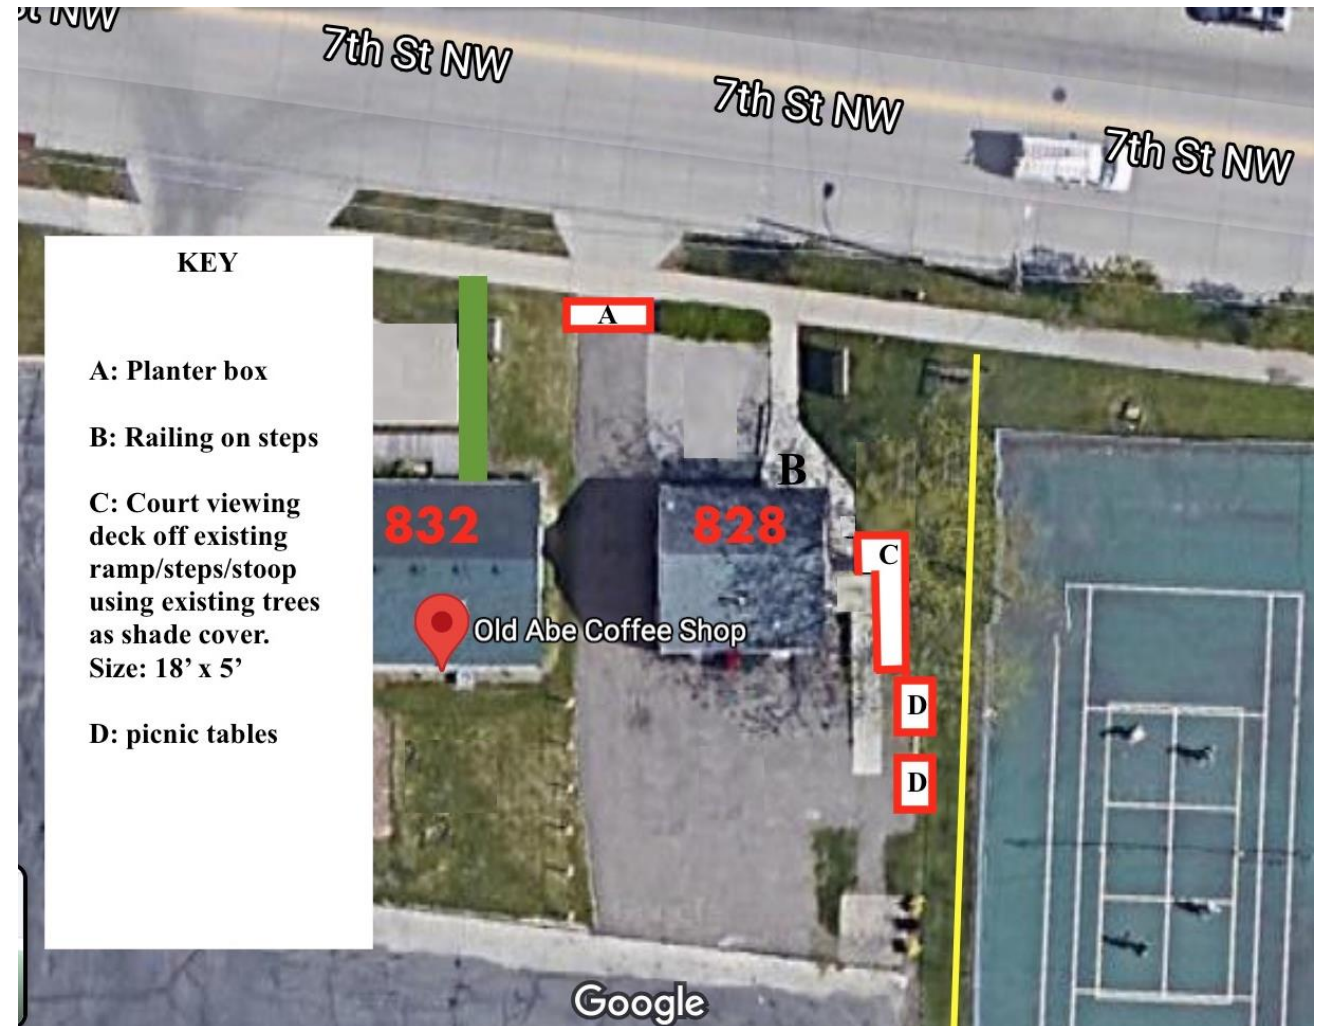 St NW
7th St NW
7th St NW
7th St NW
KEY
A: Planter box
B: Railing on steps
C: Court viewing
deck off existing
ramp/steps/stoop
using existing trees
as shade cover.
Size: 18’ x 5’
D: picnic tables
A
B
832
828
C
Old Abe Coffee Shop
D
D
Google